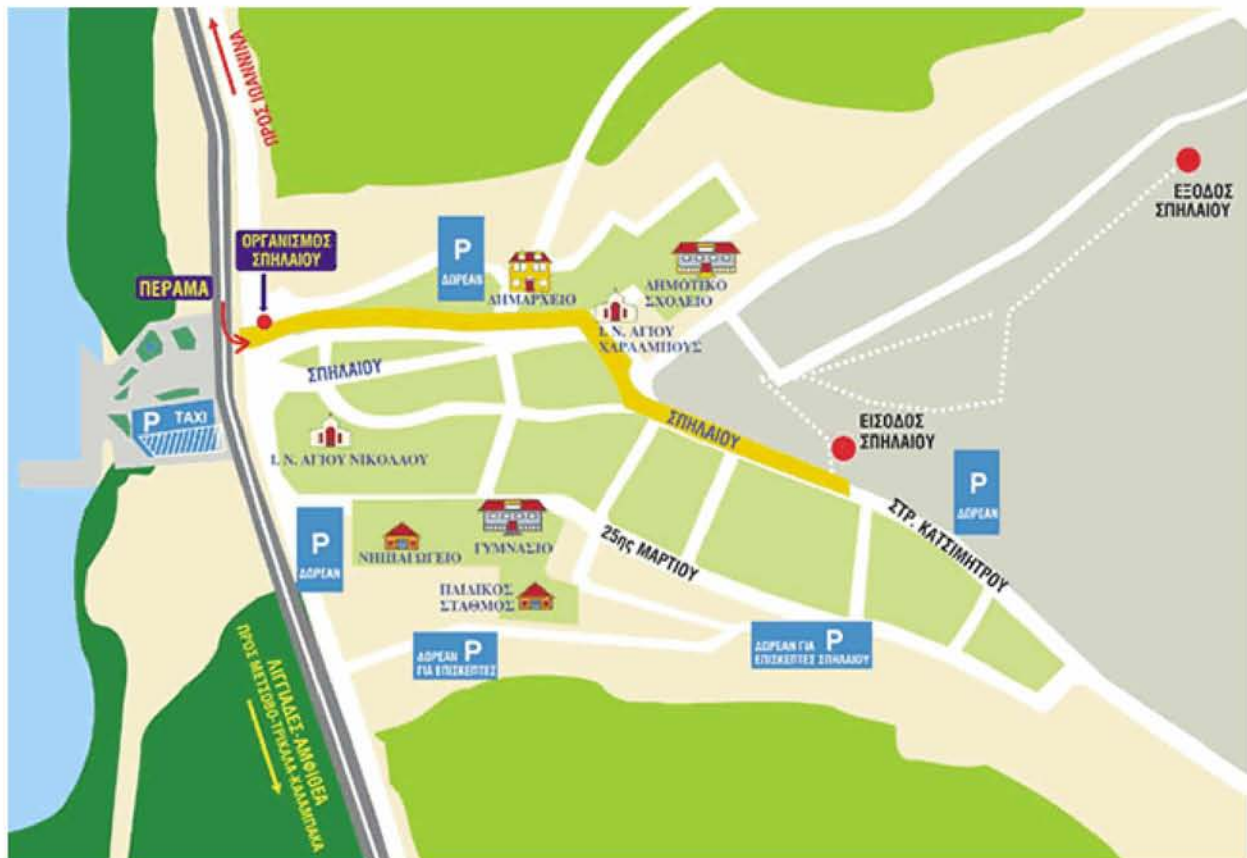 ΠΡΟΣ ΙΩΑΝΝΙΝΑ
ΕΞΟΔΟΣ
ΣΠΗΛΑΙΟΥ
ΟΡΓΑΝΙΣΜΟΣ
ΣΠΗΛΑΙΟΥ
P
ΔΩΡΕΑΝ
ΔΗΜΑΡΧΕΙΟ
ΔΗΜΟΤΙΚΟ
ΣΧΟΛΕΙΟ
ΠΕΡΑΜΑ
Ι. Ν. ΑΓΙΟΥ
ΧΑΡΑΑΜΠΟΥΣ
ΣΠΗΛΑΙΟΥ
P TAXI
ΣΠΗΛΑΙΟΥ
ΕΙΣΟΔΟΣ
ΣΠΗΛΑΙΟΥ
Ι. Ν. ΑΓΙΟΥ ΝΙΚΟΛΑΟΥ
P
ΔΩΡΕΑΝ
ΣΤΡ. ΚΑΤΣΙΜΗΤΡΟΥ
P
ΔΩΡΕΑΝ
ΝΗΠΙΑΓΩΓΕΙΟ
ΓΥΜΝΑΣΙΟ
25ης ΜΑΡΤΙΟΥ
ΠΑΙΔΙΚΟΣ
ΣΤΑΘΜΟΣ
ΔΩΡΕΑΝ P
ΓΙΑ ΕΠΙΣΚΕΠΤΕΣ
ΔΩΡΕΑΝ ΓΙΑ P
ΕΠΙΣΚΕΠΤΕΣ ΣΠΗΛΑΙΟΥ
ΛΙΓΓΙΑΔΕΣ-ΑΜΦΙΘΕΑ
ΠΡΟΣ ΜΕΤΣΟΒΟ-ΤΡΙΚΑΛΑ-ΚΑΛΑΜΠΑΚΑ